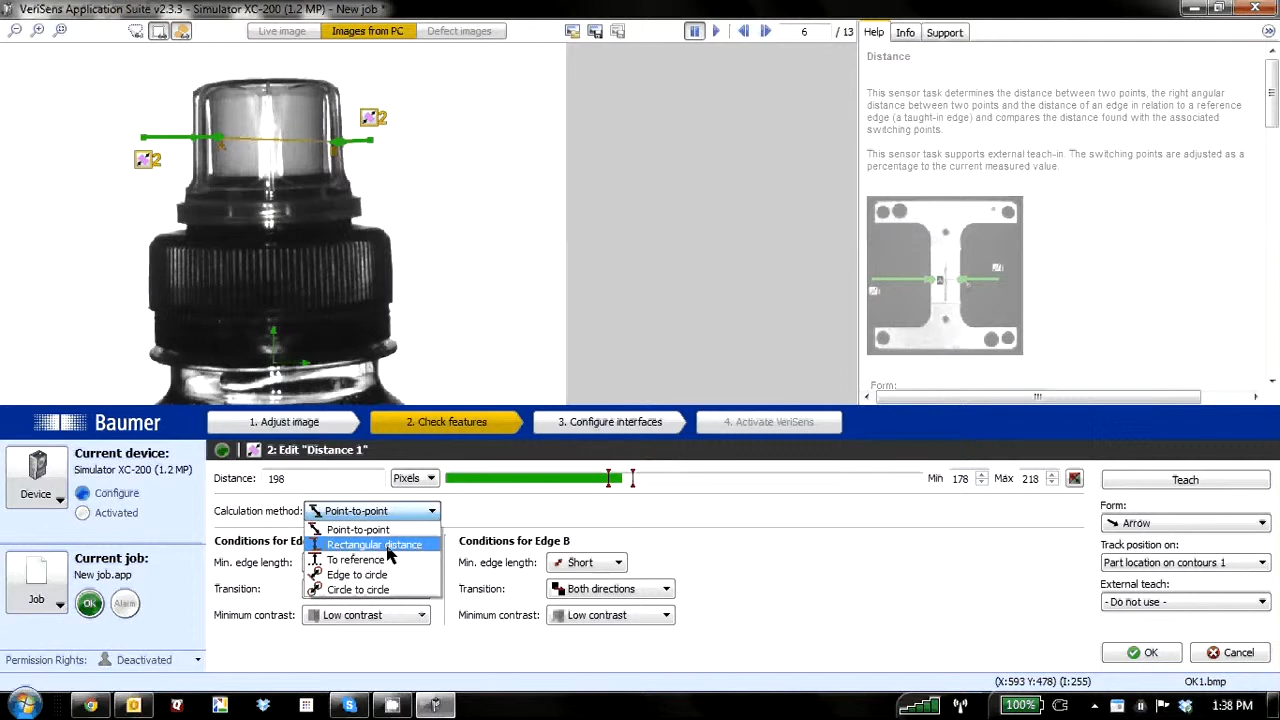 VeriSens Application Suite v2.3.3 - Simulator XC-200 (1.2 MP) - New job *
Live image
Images from PC
Defect images
6
/ 13
Help
Info
Support
2
2
Distance
This sensor task determines the distance between two points, the right angular
distance between two points and the distance of an edge in relation to a reference
edge (a taught-in edge) and compares the distance found with the associated
switching points.
This sensor task supports external teach-in. The switching points are adjusted as a
percentage to the current measured value.
Form:
Baumer
1. Adjust image
2. Check features
3. Configure interfaces
4. Activate VeriSens
Current device:
Simulator XC-200 (1.2 MP)
Configure
Activated
Device
Current job:
New job.app
OK
Alarm
Job
Permission Rights:
Deactivated
2: Edit "Distance 1"
Distance:
198
Pixels
Min
178
Max
218
Calculation method:
Point-to-point
Point-to-point
Rectangular distance
To reference
Edge to circle
Circle to circle
Conditions for Ed
Min. edge length:
Transition:
Minimum contrast:
Low contrast
Conditions for Edge B
Min. edge length:
Short
Transition:
Both directions
Minimum contrast:
Low contrast
Teach
Form:
Arrow
Track position on:
Part location on contours 1
External teach:
- Do not use -
OK
Cancel
(X:593 Y:478) (I:255)
OK1.bmp
100%
1:38 PM